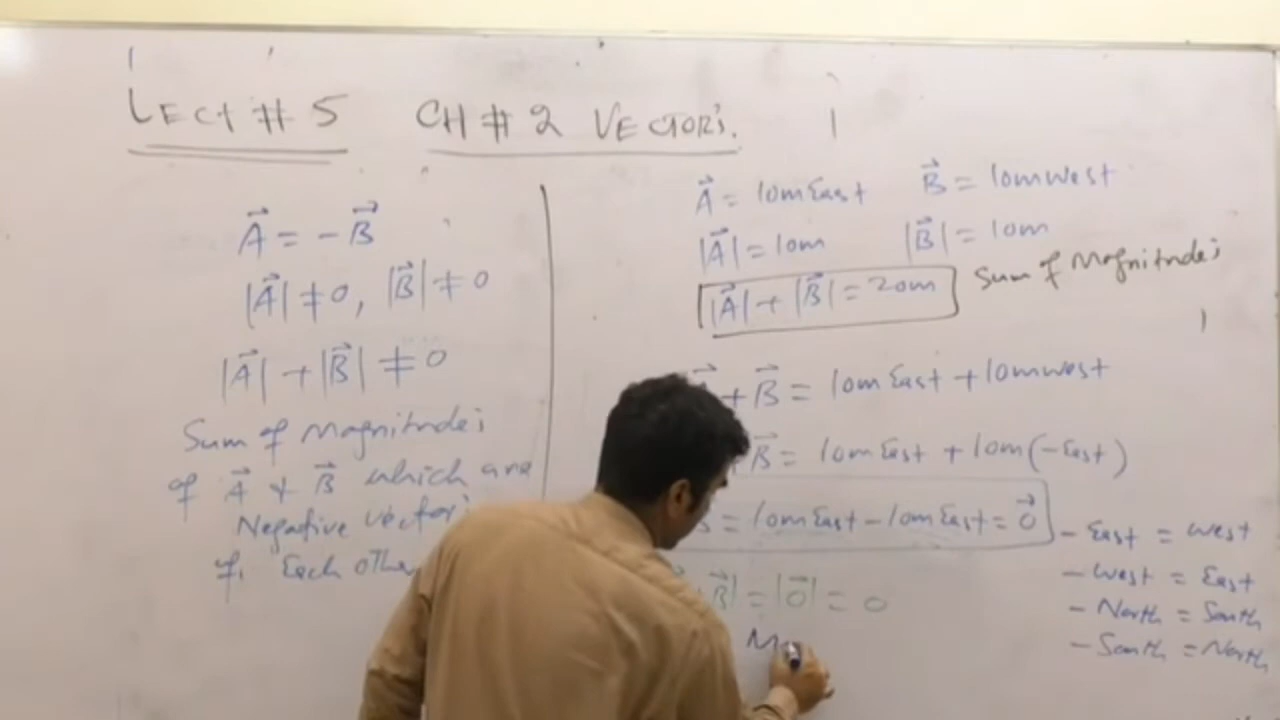 LECT # 5 CH # 2 VECTORS.
A⃗ = -B⃗
|A⃗| ≠ 0, |B⃗| ≠ 0
|A⃗| + |B⃗| ≠ 0
Sum of Magnitudes
of A⃗ & B⃗ which are
Negative vectors
of Each othe
A⃗ = 10m East B⃗ = 10m west
|A⃗| = 10m |B⃗| = 10m
|A⃗| + |B⃗| = 20m Sum of Magnitudes
+ B⃗ = 10m East + 10m west
B⃗ = 10m East + 10m (-East)
= 10m East - 10m East = 0⃗
B⃗| = |0⃗| = 0
- East = west
- west = East
- North = South
- South = North